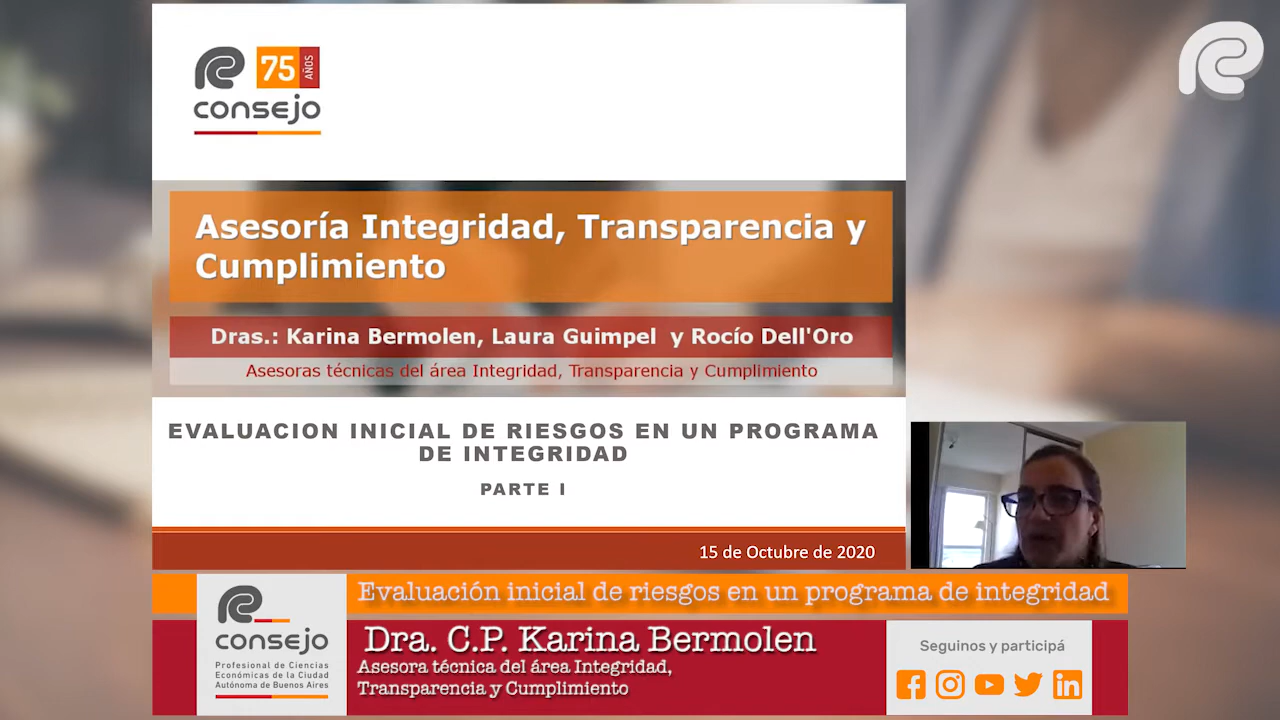 75 AÑOS
consejo
Asesoría Integridad, Transparencia y
Cumplimiento
Dras.: Karina Bermolen, Laura Guimpel y Rocío Dell'Oro
Asesoras técnicas del área Integridad, Transparencia y Cumplimiento
EVALUACION INICIAL DE RIESGOS EN UN PROGRAMA
DE INTEGRIDAD
PARTE I
15 de Octubre de 2020
Evaluación inicial de riesgos en un programa de integridad
consejo
Profesional de Ciencias
Económicas de la Ciudad
Autónoma de Buenos Aires
Dra. C.P. Karina Bermolen
Asesora técnica del área Integridad,
Transparencia y Cumplimiento
Seguinos y participá